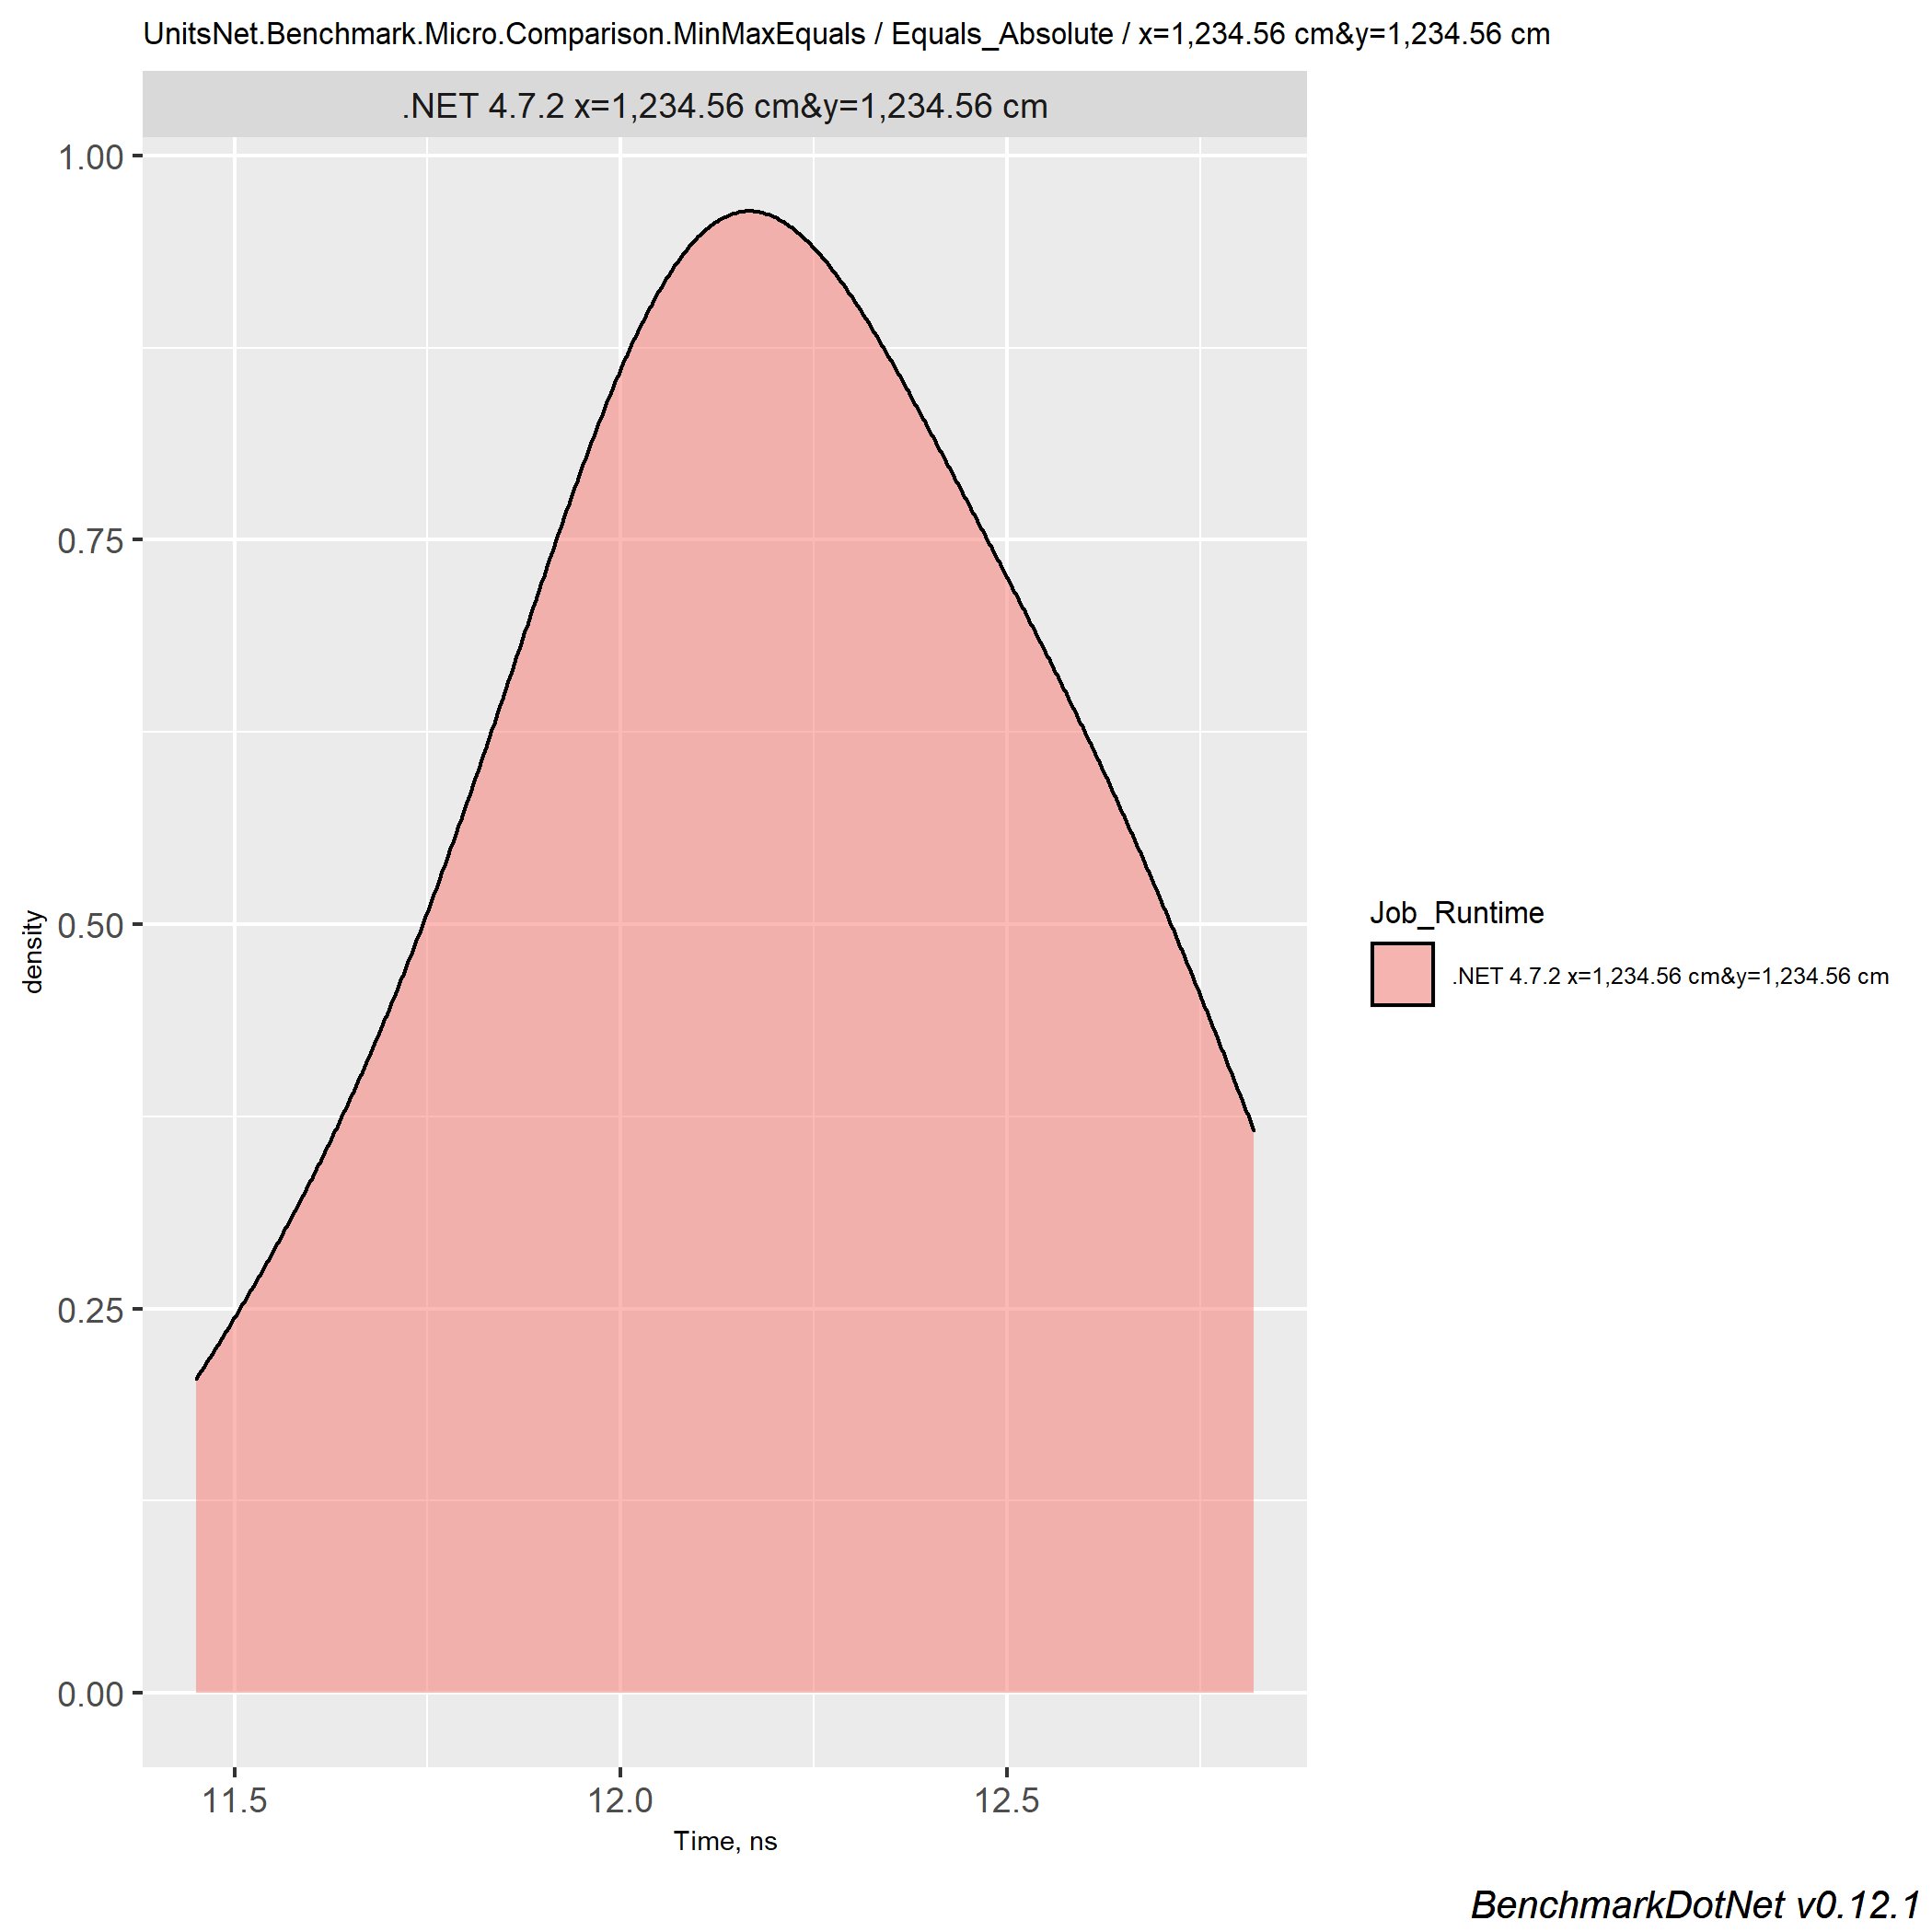 UnitsNet.Benchmark.Micro.Comparison.MinMaxEquals / Equals_Absolute / x=1,234.56 cm&y=1,234.56 cm
.NET 4.7.2 x=1,234.56 cm&y=1,234.56 cm
1.00
0.75
0.50
0.25
0.00
density
11.5 12.0 12.5
Time, ns
Job_Runtime
.NET 4.7.2 x=1,234.56 cm&y=1,234.56 cm
BenchmarkDotNet v0.12.1